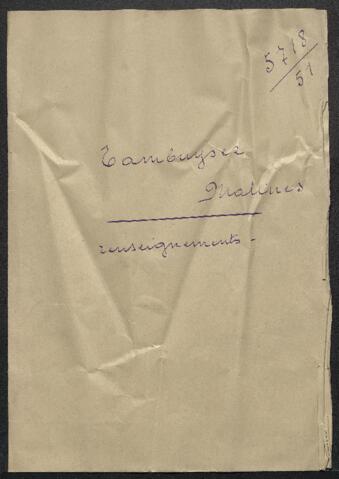 5718
51
Tambuyser
Malines
renseignements -